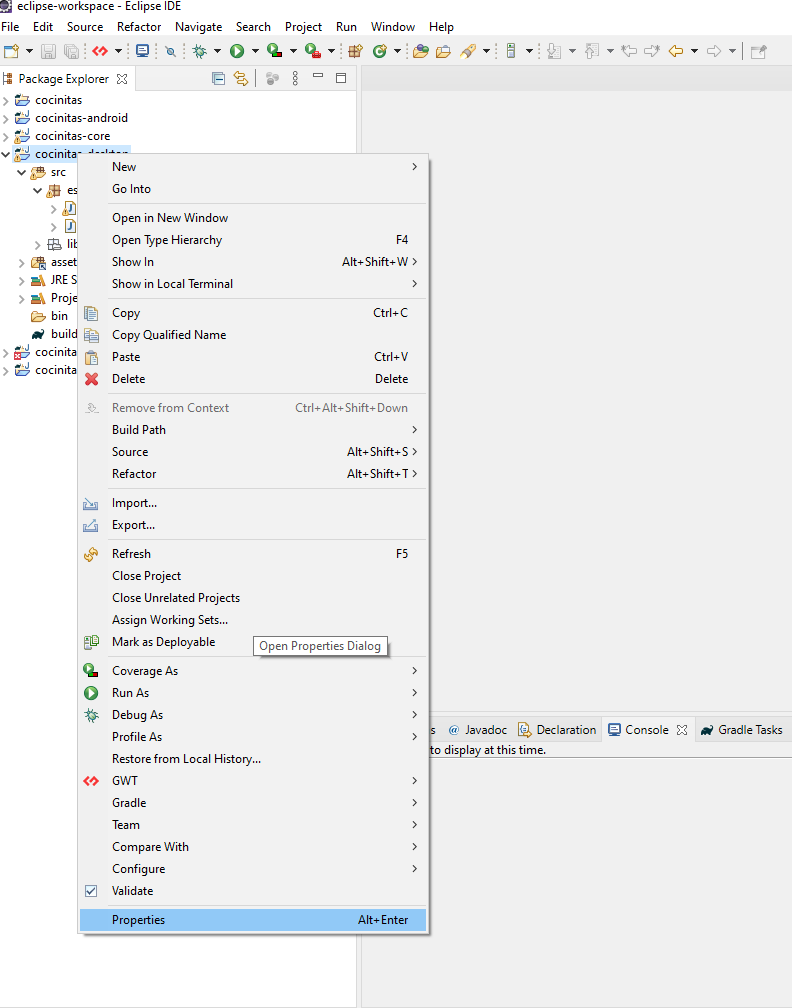 eclipse-workspace - Eclipse IDE
File Edit Source Refactor Navigate Search Project Run Window Help
Package Explorer
cocinitas
cocinitas-android
cocinitas-core
cocinitas-desktop
src
es
J
J
lib
asset
JRE S
Proje
bin
build
cocinita
cocinita
New
Go Into
Open in New Window
Open Type Hierarchy F4
Show In Alt+Shift+W
Show in Local Terminal
Copy Ctrl+C
Copy Qualified Name
Paste Ctrl+V
Delete Delete
Remove from Context Ctrl+Alt+Shift+Down
Build Path
Source Alt+Shift+S
Refactor Alt+Shift+T
Import...
Export...
Refresh F5
Close Project
Close Unrelated Projects
Assign Working Sets...
Mark as Deployable
Open Properties Dialog
Coverage As
Run As
Debug As
Profile As
Restore from Local History...
GWT
Gradle
Team
Compare With
Configure
Validate
Properties Alt+Enter
s @ Javadoc Declaration Console Gradle Tasks
to display at this time.